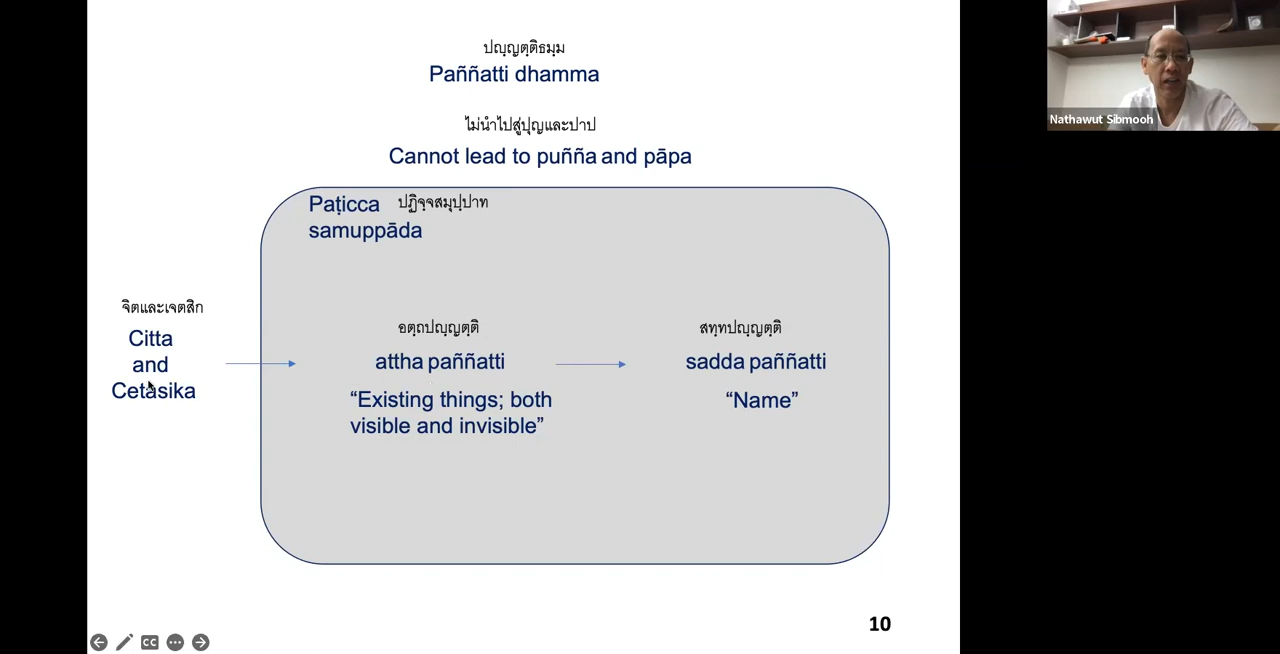 ปญฺญตฺติธมฺม
Paññatti dhamma
ไม่นำไปสู่ปุญและปาป
Cannot lead to puñña and pāpa
Paṭicca ปฏิจฺจสมุปฺปาท
samuppāda
จิตและเจตสิก
Citta
and
Cetasika
อตฺถปญฺญตฺติ
attha paññatti
“Existing things; both
visible and invisible”
สทฺทปญฺญตฺติ
sadda paññatti
“Name”
10
CC
Nathawut Sibmooh